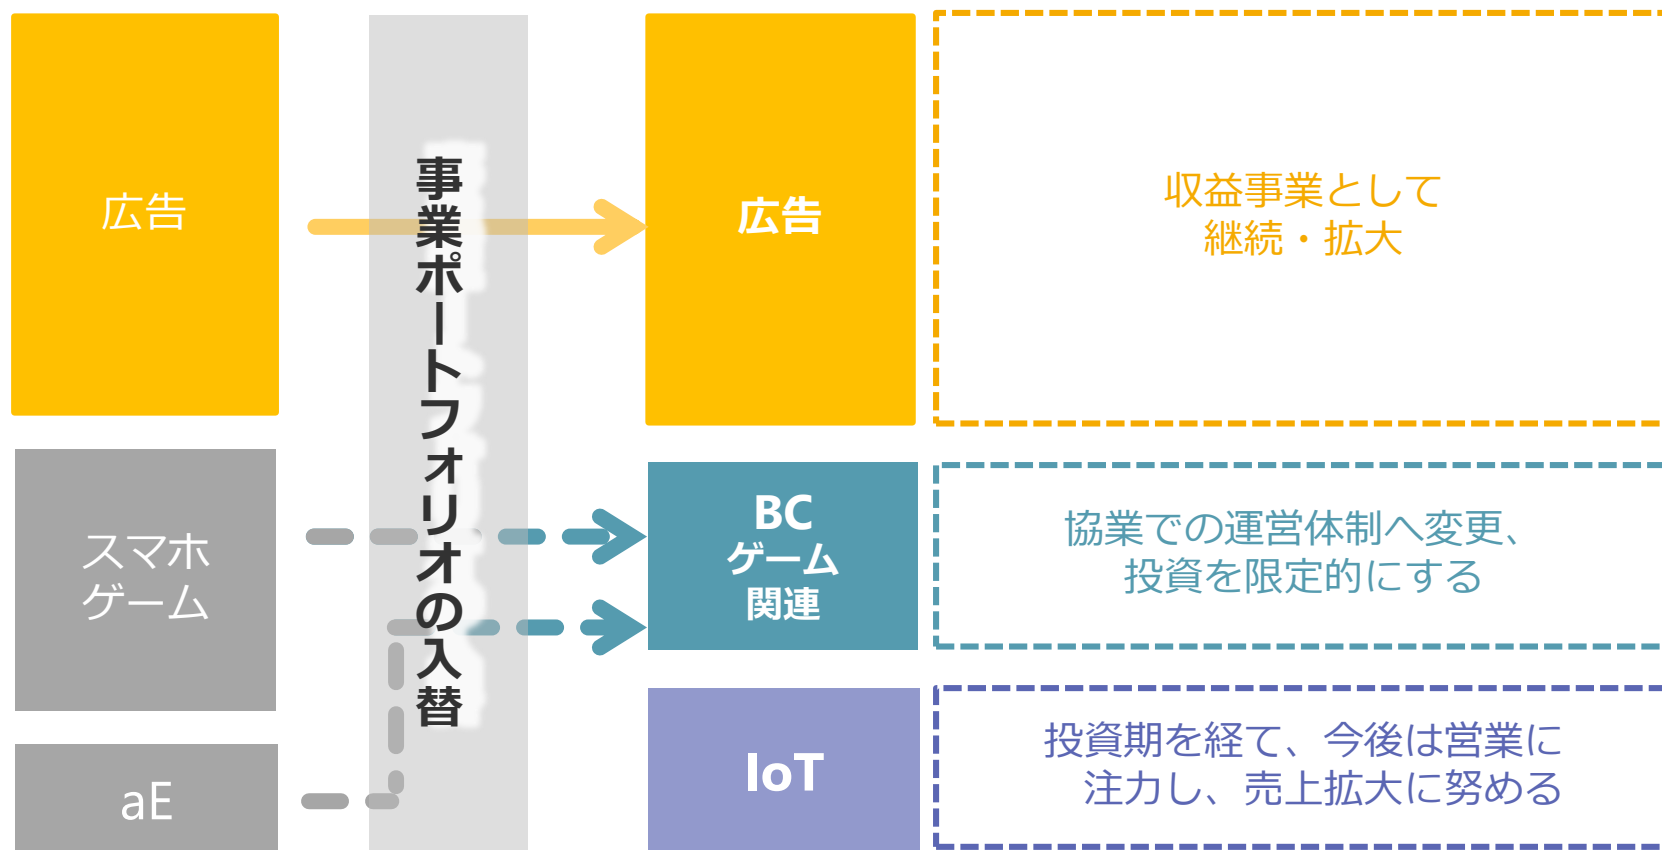 広告
スマホ
ゲーム
aE
事業ポートフォリオの入替
広告
収益事業として
継続・拡大
BC
ゲーム
関連
協業での運営体制へ変更、
投資を限定的にする
IoT
投資期を経て、今後は営業に
注力し、売上拡大に努める